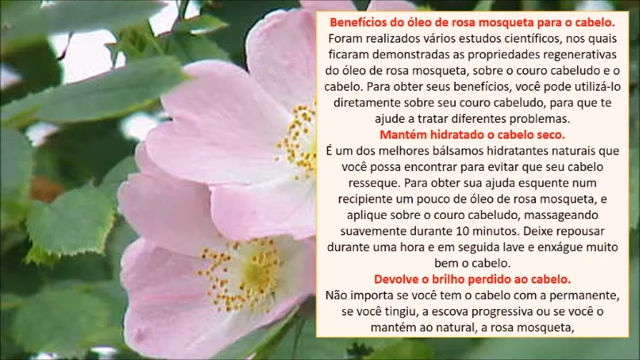 Benefícios do óleo de rosa mosqueta para o cabelo.
Foram realizados vários estudos científicos, nos quais
ficaram demonstradas as propriedades regenerativas
do óleo de rosa mosqueta, sobre o couro cabeludo e o
cabelo. Para obter seus benefícios, você pode utilizá-lo
diretamente sobre seu couro cabeludo, para que te
ajude a tratar diferentes problemas.
Mantém hidratado o cabelo seco.
É um dos melhores bálsamos hidratantes naturais que
você possa encontrar para evitar que seu cabelo
resseque. Para obter sua ajuda esquente num
recipiente um pouco de óleo de rosa mosqueta, e
aplique sobre o couro cabeludo, massageando
suavemente durante 10 minutos. Deixe repousar
durante uma hora e em seguida lave e enxágue muito
bem o cabelo.
Devolve o brilho perdido ao cabelo.
Não importa se você tem o cabelo com a permanente,
se você tingiu, a escova progressiva ou se você o
mantém ao natural, a rosa mosqueta,